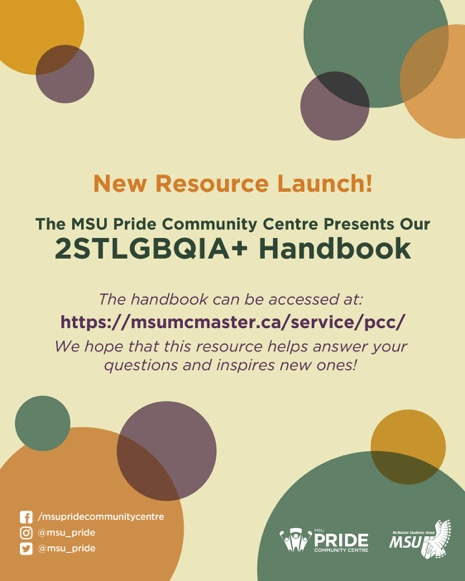 New Resource Launch!
The MSU Pride Community Centre Presents Our
2STLGBQIA+ Handbook
The handbook can be accessed at:
https://msumcmaster.ca/service/pcc/
We hope that this resource helps answer your
questions and inspires new ones!
/msupridecommunitycentre
@msu_pride
@msu_pride
MSU
PRIDE
COMMUNITY CENTRE
McMaster Students Union
MSU